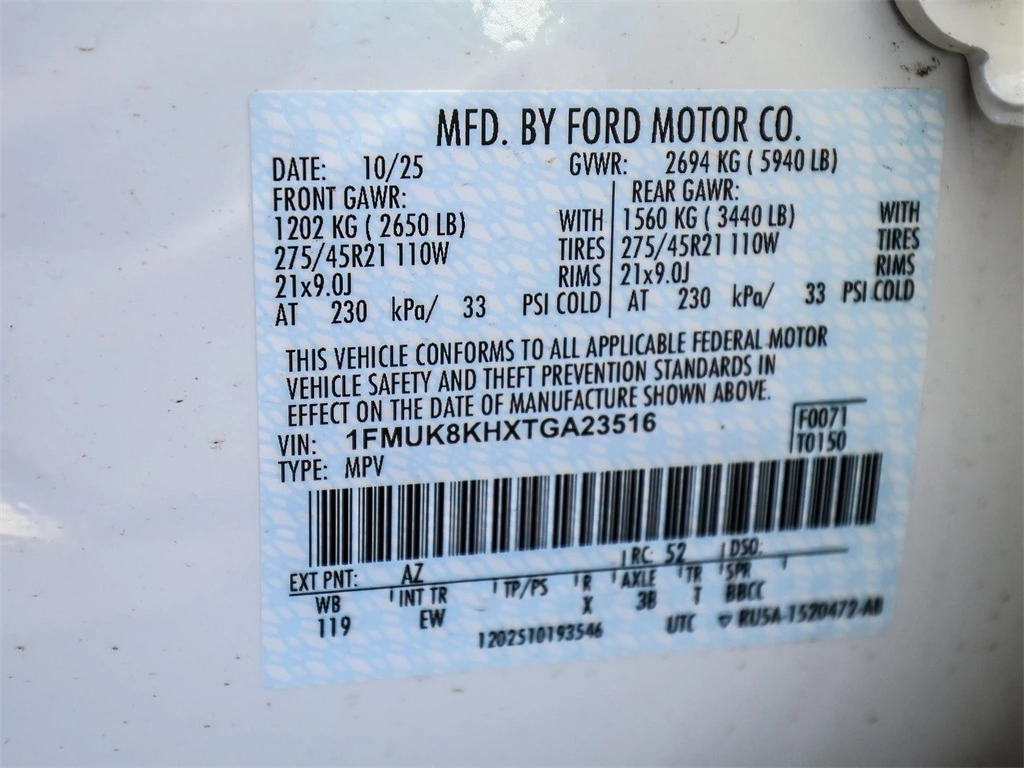 MFD. BY FORD MOTOR CO.
DATE: 10/25 GVWR: 2694 KG ( 5940 LB)
FRONT GAWR: REAR GAWR:
1202 KG ( 2650 LB) WITH 1560 KG ( 3440 LB) WITH
275/45R21 110W TIRES 275/45R21 110W TIRES
21x9.0J RIMS 21x9.0J RIMS
AT 230 kPa/ 33 PSI COLD AT 230 kPa/ 33 PSI COLD
THIS VEHICLE CONFORMS TO ALL APPLICABLE FEDERAL MOTOR
VEHICLE SAFETY AND THEFT PREVENTION STANDARDS IN
EFFECT ON THE DATE OF MANUFACTURE SHOWN ABOVE.
VIN: 1FMUK8KHXTGA23516 F0071
TYPE: MPV T0150
EXT PNT: AZ RC: 52 DSO:
WB INT TR TP/PS R AXLE TR SPR
119 EW X 3B T BBCC
1202510193546 UTC RU5A-1520472-AB